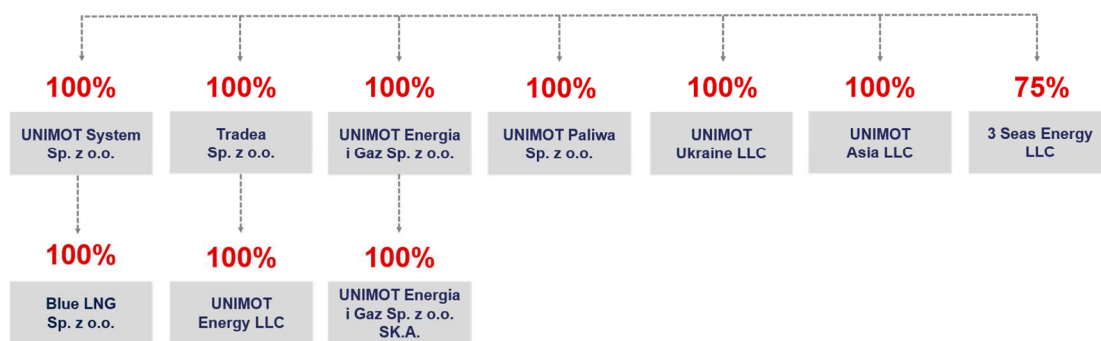 100%
100%
100%
100%
100%
100%
75%
UNIMOT System
Sp. z o.o.
Tradea
Sp. z o.o.
UNIMOT Energia
i Gaz Sp. z o.o.
UNIMOT Paliwa
Sp. z o.o.
UNIMOT
Ukraine LLC
UNIMOT
Asia LLC
3 Seas Energy
LLC
100%
100%
100%
Blue LNG
Sp. z o.o.
UNIMOT
Energy LLC
UNIMOT Energia
i Gaz Sp. z o.o.
SK.A.